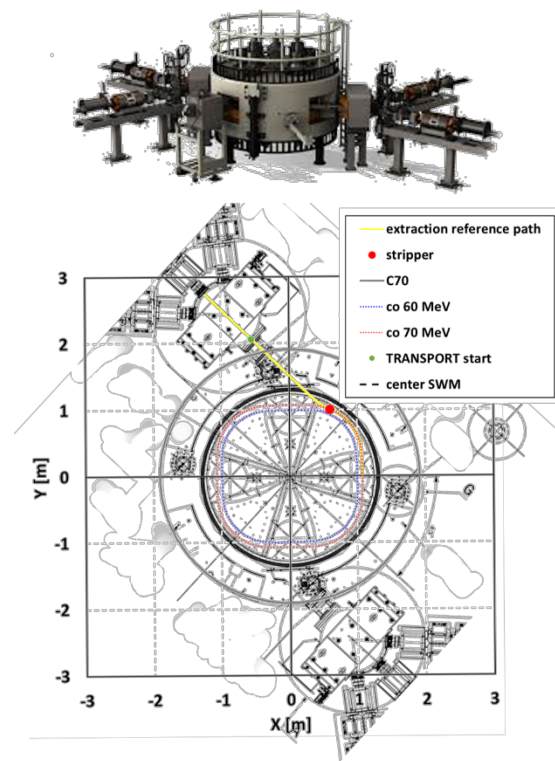 extraction reference path
stripper
C70
co 60 MeV
co 70 MeV
TRANSPORT start
center SWM
3
2
1
0
-1
-2
-3
Y [m]
G
-3
-2
-1
0
1
2
3
X [m]